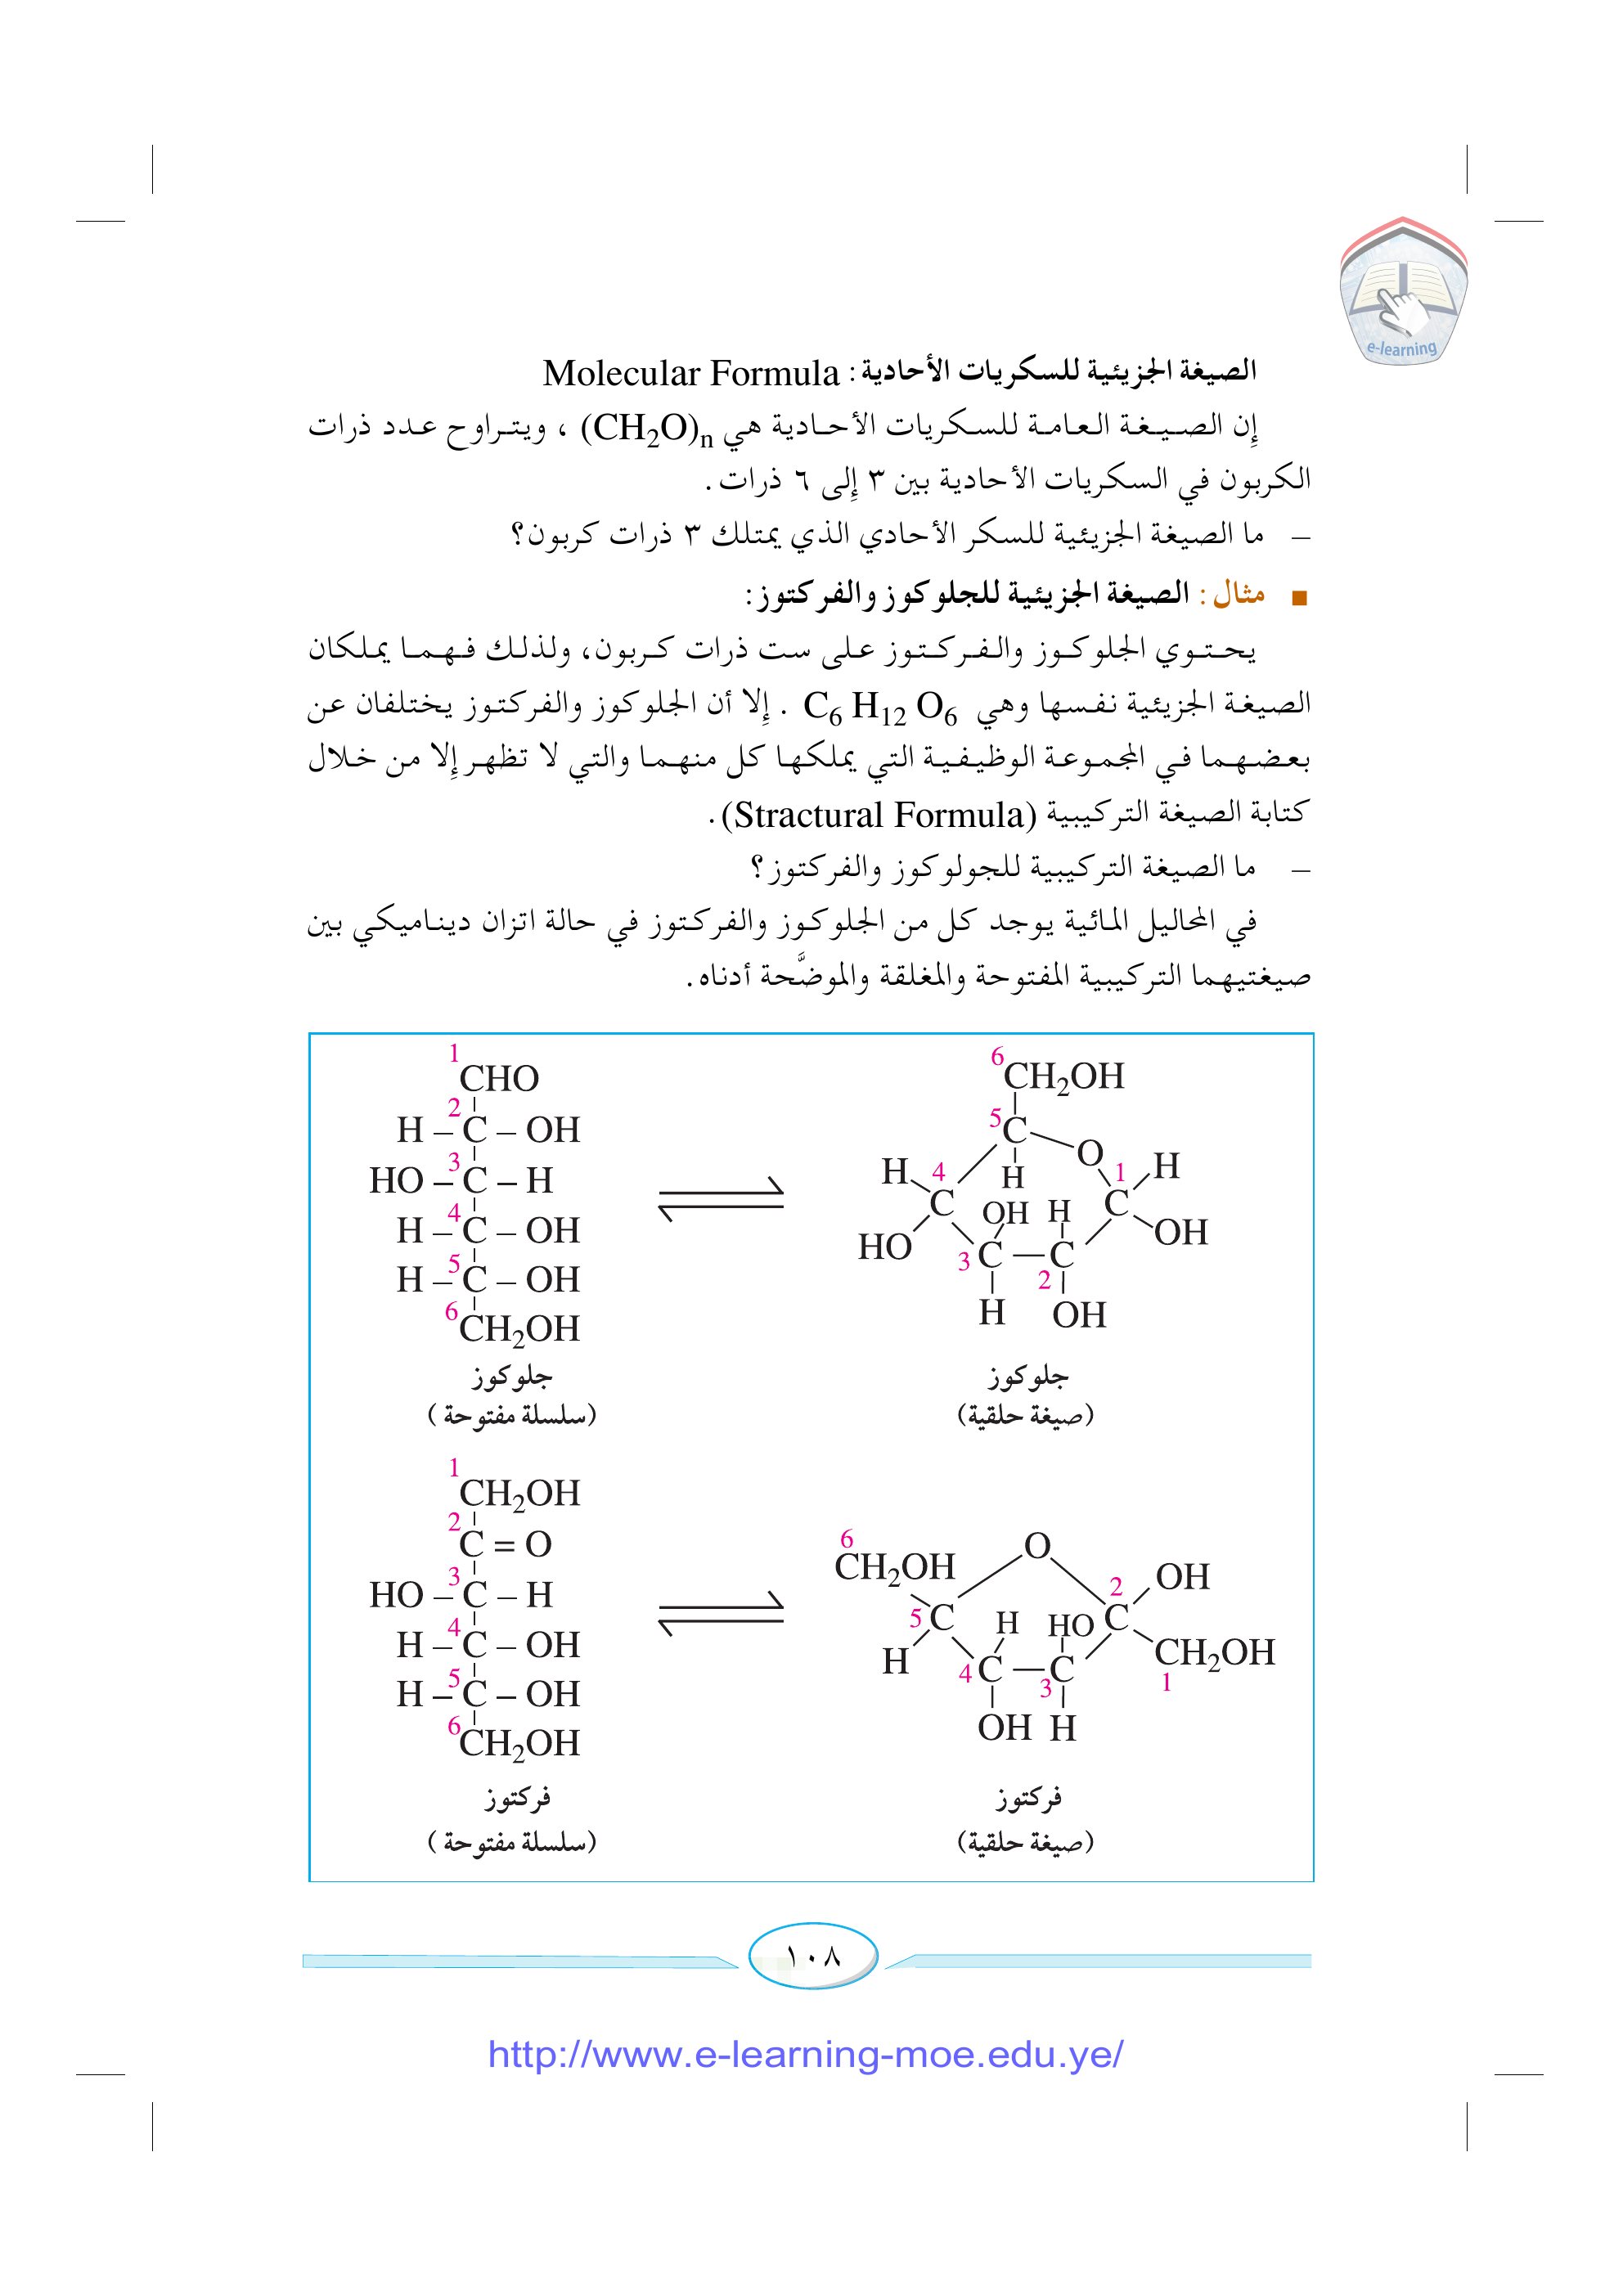 e-learning
الصيغة الجزيئية للسكريات الأحادية : Molecular Formula
إن الصيغة العامة للسكريات الأحادية هي (CH2O)n ، ويتراوح عدد ذرات
الكربون في السكريات الأحادية بين ٣ إلى ٦ ذرات .
– ما الصيغة الجزيئية للسكر الأحادي الذي يمتلك ٣ ذرات كربون؟
■ مثال : الصيغة الجزيئية للجلوكوز والفركتوز:
يحتوي الجلوكوز والفركتوز على ست ذرات كربون، ولذلك فهما يملكان
الصيغة الجزيئية نفسها وهي C6 H12 O6 . إلا أن الجلوكوز والفركتوز يختلفان عن
بعضهما في المجموعة الوظيفية التي يملكها كل منهما والتي لا تظهر إلا من خلال
كتابة الصيغة التركيبية (Stractural Formula) .
– ما الصيغة التركيبية للجولوكوز والفركتوز؟
في المحاليل المائية يوجد كل من الجلوكوز والفركتوز في حالة اتزان ديناميكي بين
صيغتيهما التركيبية المفتوحة والمغلقة والموضَّحة أدناه .
1
CHO
2
H – C – OH
3
HO – C – H
4
H – C – OH
5
H – C – OH
6
CH2OH
جلوكوز
(سلسلة مفتوحة )
6
CH2OH
5
C
O
H 4 H 1 H
C OH H C
HO OH
3 C — C
2
H OH
جلوكوز
(صيغة حلقية)
1
CH2OH
2
C = O
3
HO – C – H
4
H – C – OH
5
H – C – OH
6
CH2OH
فركتوز
(سلسلة مفتوحة )
6
CH2OH O OH
2
5 C H HO C
H CH2OH
4 C — C 1
3
OH H
فركتوز
(صيغة حلقية)
١٠٨
http://www.e-learning-moe.edu.ye/